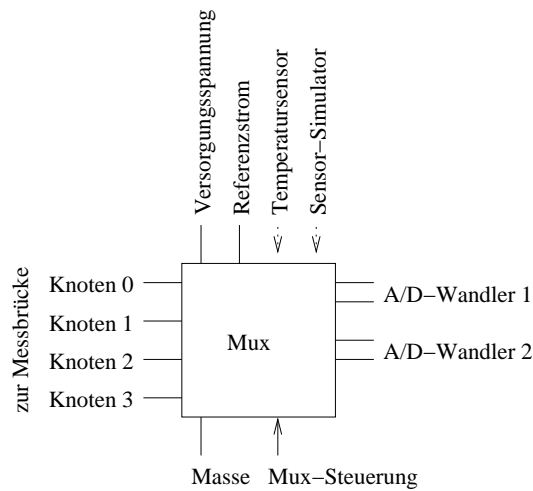 Versorgungsspannung
Referenzstrom
Temperatursensor
Sensor−Simulator
zur Messbrücke
Knoten 0
Knoten 1
Knoten 2
Knoten 3
Mux
A/D−Wandler 1
A/D−Wandler 2
Masse
Mux−Steuerung